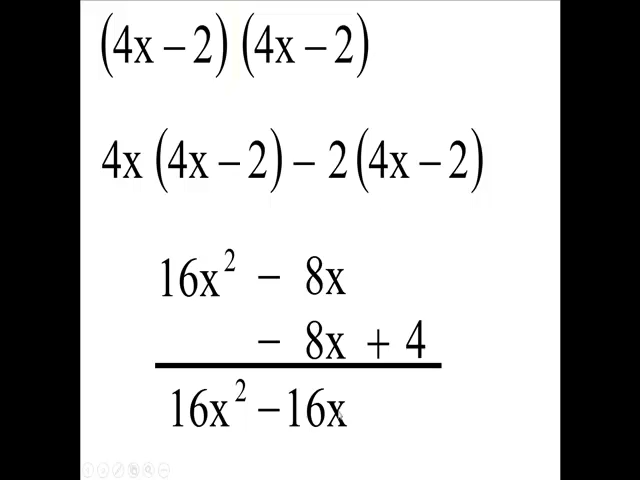 (4x − 2) (4x − 2)
4x (4x − 2) − 2 (4x − 2)
16x² − 8x
− 8x + 4
16x² − 16x